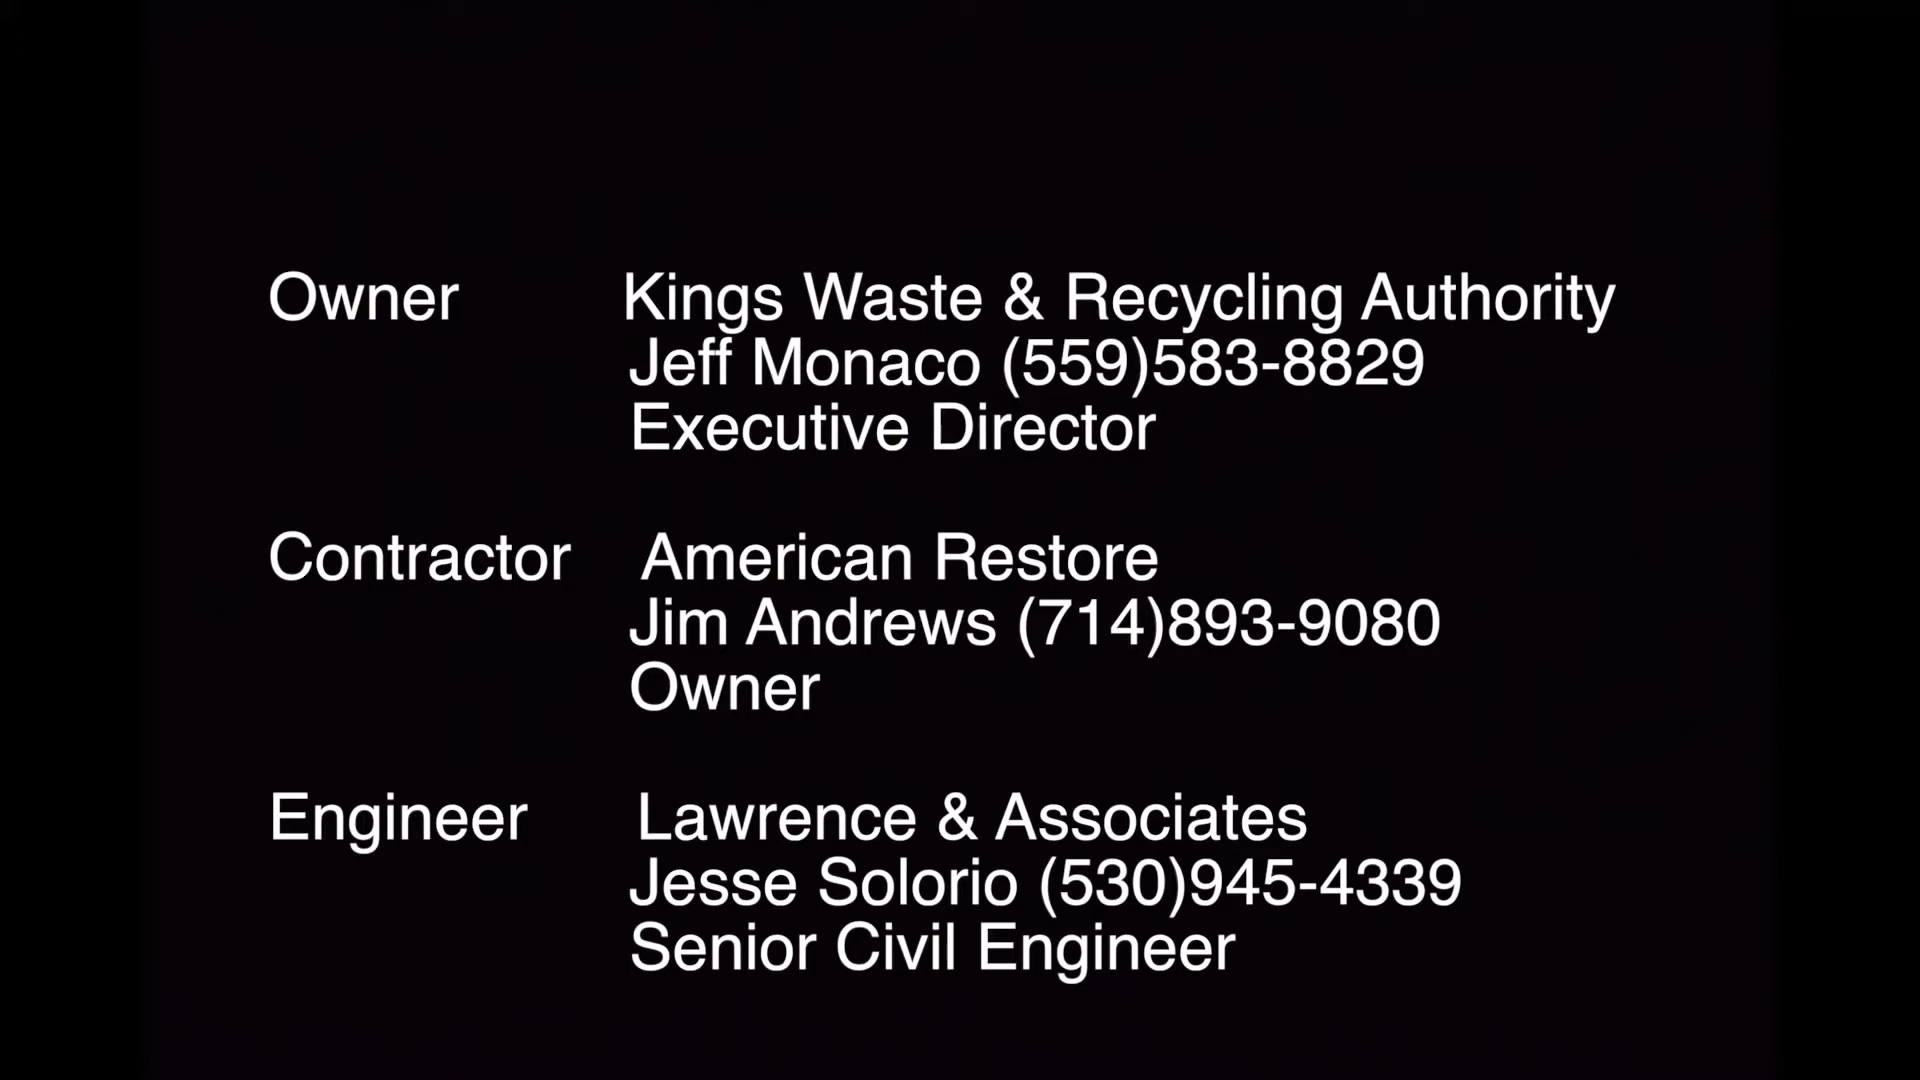 Owner Kings Waste & Recycling Authority
Jeff Monaco (559)583-8829
Executive Director
Contractor American Restore
Jim Andrews (714)893-9080
Owner
Engineer Lawrence & Associates
Jesse Solorio (530)945-4339
Senior Civil Engineer